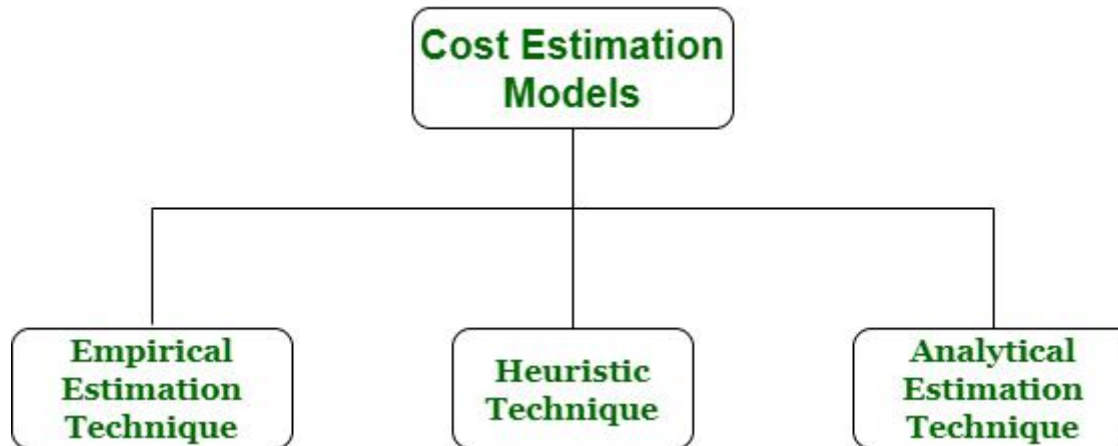 Cost Estimation
Models
Empirical
Estimation
Technique
Heuristic
Technique
Analytical
Estimation
Technique